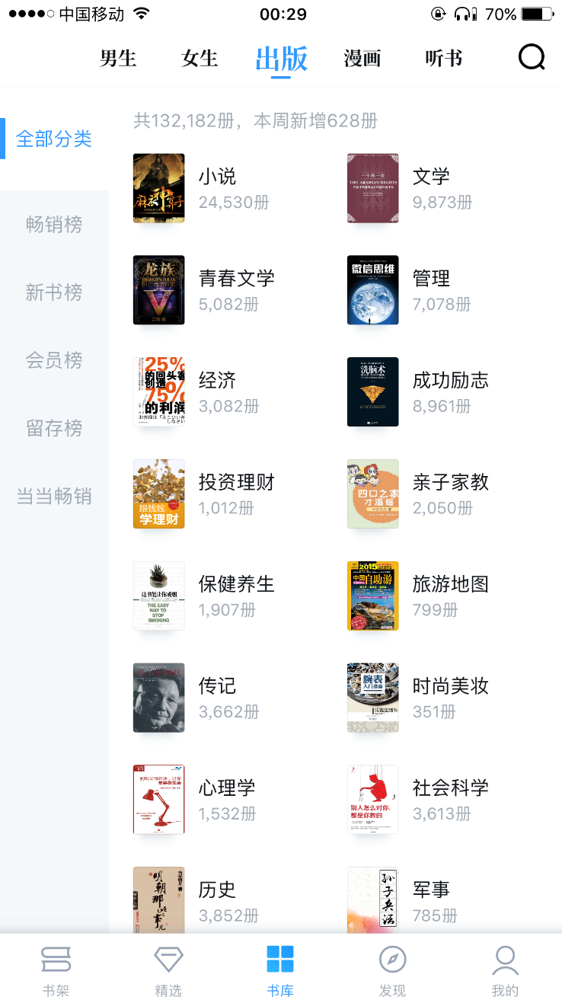 中国移动 00:29 70%
男生 女生 出版 漫画 听书
全部分类
畅销榜
新书榜
会员榜
留存榜
当当畅销
共132,182册，本周新增628册
麻衣神算子
小说
24,530册
一千零一夜
THE ARABIAN NIGHTS
ENTERTAINMENTS
文学
9,873册
龙族
DRAGON RAJA
江南 著
青春文学
5,082册
微信思维
管理
7,078册
25%
的回头客
创造
75%
的利润
经济
3,082册
洗脑术
成功励志
8,961册
跟钱钱
学理财
投资理财
1,012册
四口之家
才温暖
亲子家教
2,050册
这书能让你戒烟
THE EASY
WAY TO
STOP
SMOKING
保健养生
1,907册
2015
中国自助游
旅游地图
799册
传记
3,662册
腕表
入门指南
时尚美妆
351册
心理学
1,532册
别人怎么对你，
都是你教的
社会科学
3,613册
明朝那些事儿
当年明月 著
历史
3,852册
孙子兵法
军事
785册
书架 精选 书库 发现 我的